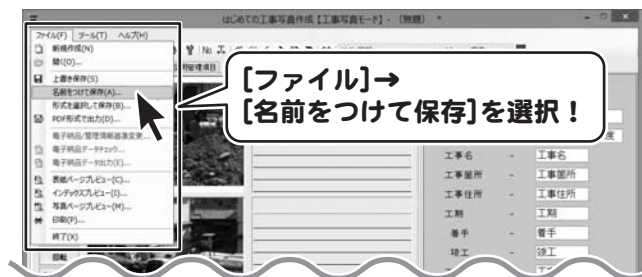 はじめての工事写真作成【工事写真モード】 - (無題) *
ファイル(F) ツール(T) ヘルプ(H)
新規作成(N)
開く(O)...
上書き保存(S)
名前をつけて保存(A)...
形式を選択して保存(B)...
PDF形式で出力(D)...
電子納品/管理情報基準変更...
電子納品データチェック...
電子納品データ出力(E)...
表紙ページプレビュー(C)...
インデックスプレビュー(I)...
写真ページプレビュー(M)...
印刷(P)...
終了(X)
回転
No.
明管理項目
[ファイル]→
[名前をつけて保存]を選択！
度
工事名 - 工事名
工事箇所 - 工事箇所
工事住所 - 工事住所
工期 - 工期
着手 - 着手
竣工 - 竣工